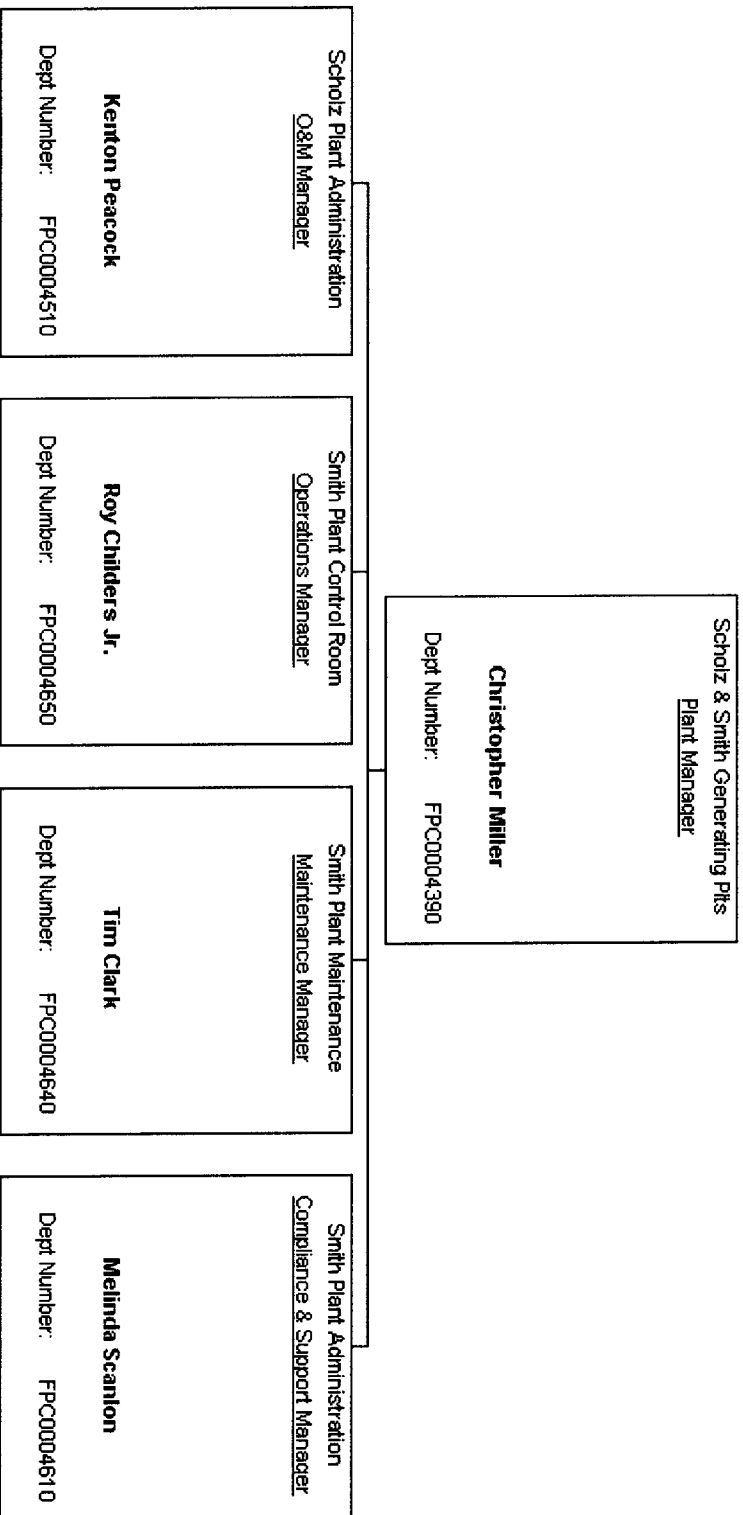 Scholz & Smith Generating Plts
Plant Manager
Christopher Miller
Dept Number: FPC0004390
Scholz Plant Administration
O&M Manager
Kenton Peacock
Dept Number: FPC0004510
Smith Plant Control Room
Operations Manager
Roy Childers Jr.
Dept Number: FPC0004650
Smith Plant Maintenance
Maintenance Manager
Tim Clark
Dept Number: FPC0004640
Smith Plant Administration
Compliance & Support Manager
Melinda Scanlon
Dept Number: FPC0004610